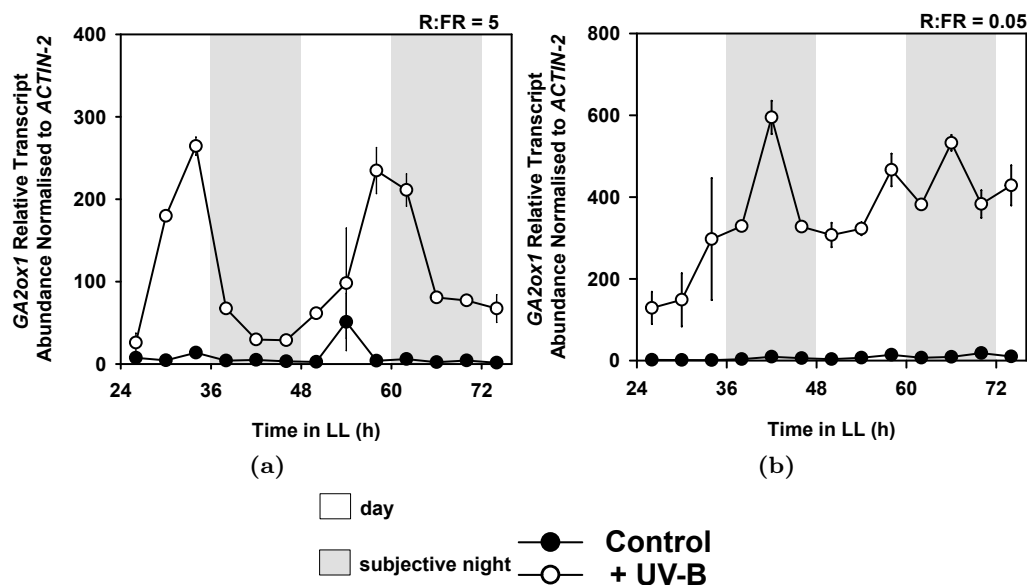 R:FR = 5
GA2ox1 Relative Transcript
Abundance Normalised to ACTIN-2
400
300
200
100
0
24 36 48 60 72
Time in LL (h)
(a)
R:FR = 0.05
GA2ox1 Relative Transcript
Abundance Normalised to ACTIN-2
800
600
400
200
0
24 36 48 60 72
Time in LL (h)
(b)
day
subjective night
Control
+ UV-B